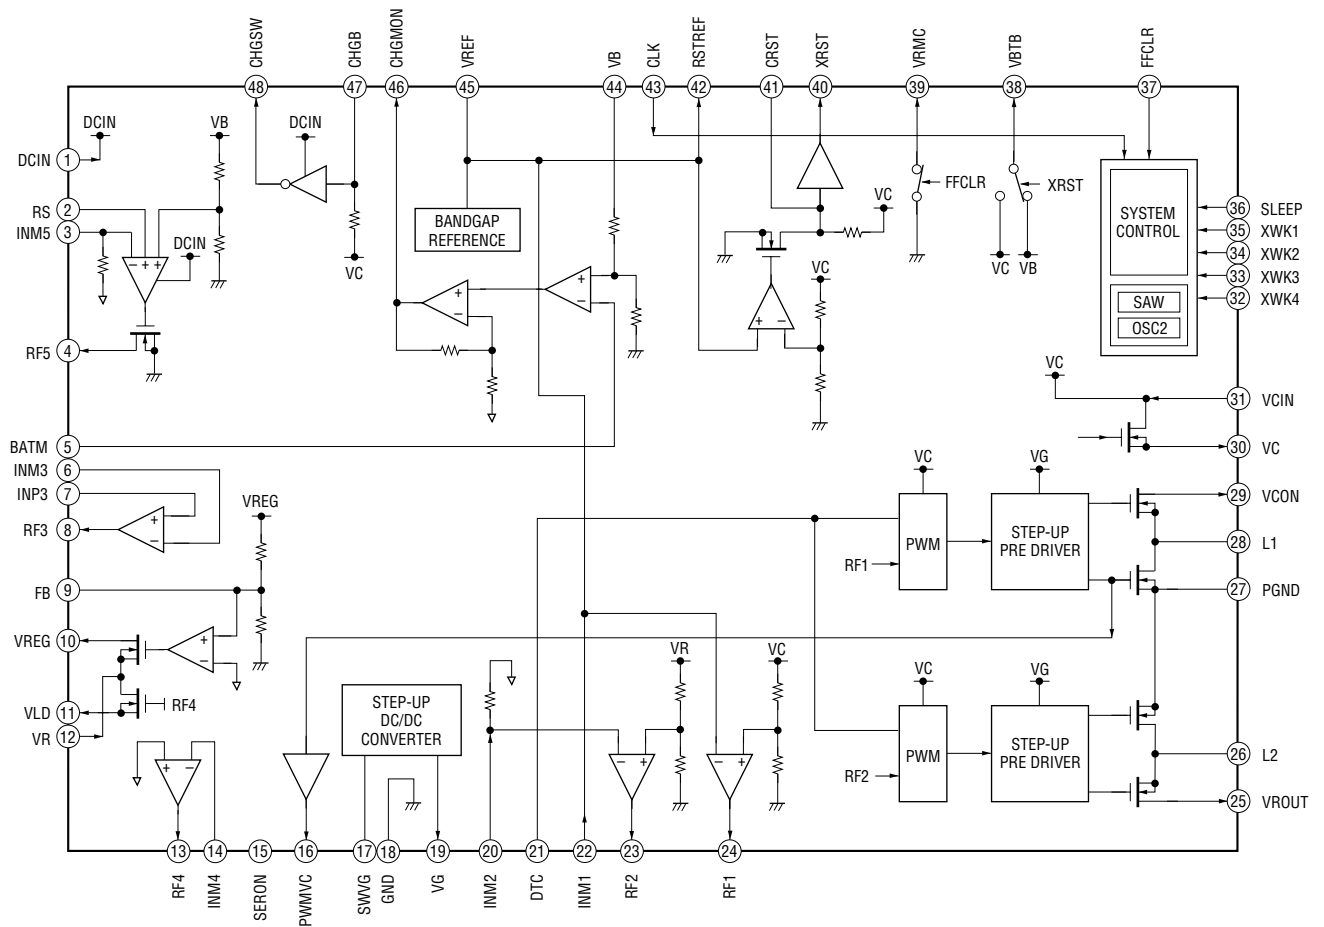 CHGSW
CHGB
CHGMON
VREF
VB
CLK
RSTREF
CRST
XRST
VRMC
VBTB
FFCLR
48
47
46
45
44
43
42
41
40
39
38
37
DCIN
VB
DCIN
DCIN 1
RS 2
INM5 3
DCIN
− + +
RF5 4
VC
BANDGAP
REFERENCE
+
−
+
−
VC
VC
+ −
FFCLR
XRST
VC VB
SYSTEM
CONTROL
SAW
OSC2
36 SLEEP
35 XWK1
34 XWK2
33 XWK3
32 XWK4
VC
31 VCIN
30 VC
BATM 5
INM3 6
INP3 7
RF3 8
+
−
VREG
FB 9
VREG 10
+
−
VLD 11
RF4
VR 12
VC
VG
PWM
RF1
STEP-UP
PRE DRIVER
29 VCON
28 L1
27 PGND
VC
VG
PWM
RF2
STEP-UP
PRE DRIVER
26 L2
25 VROUT
STEP-UP
DC/DC
CONVERTER
VR
VC
+ −
− +
− +
13
14
15
16
17
18
19
20
21
22
23
24
RF4
INM4
SERON
PWMVC
SWVG
GND
VG
INM2
DTC
INM1
RF2
RF1